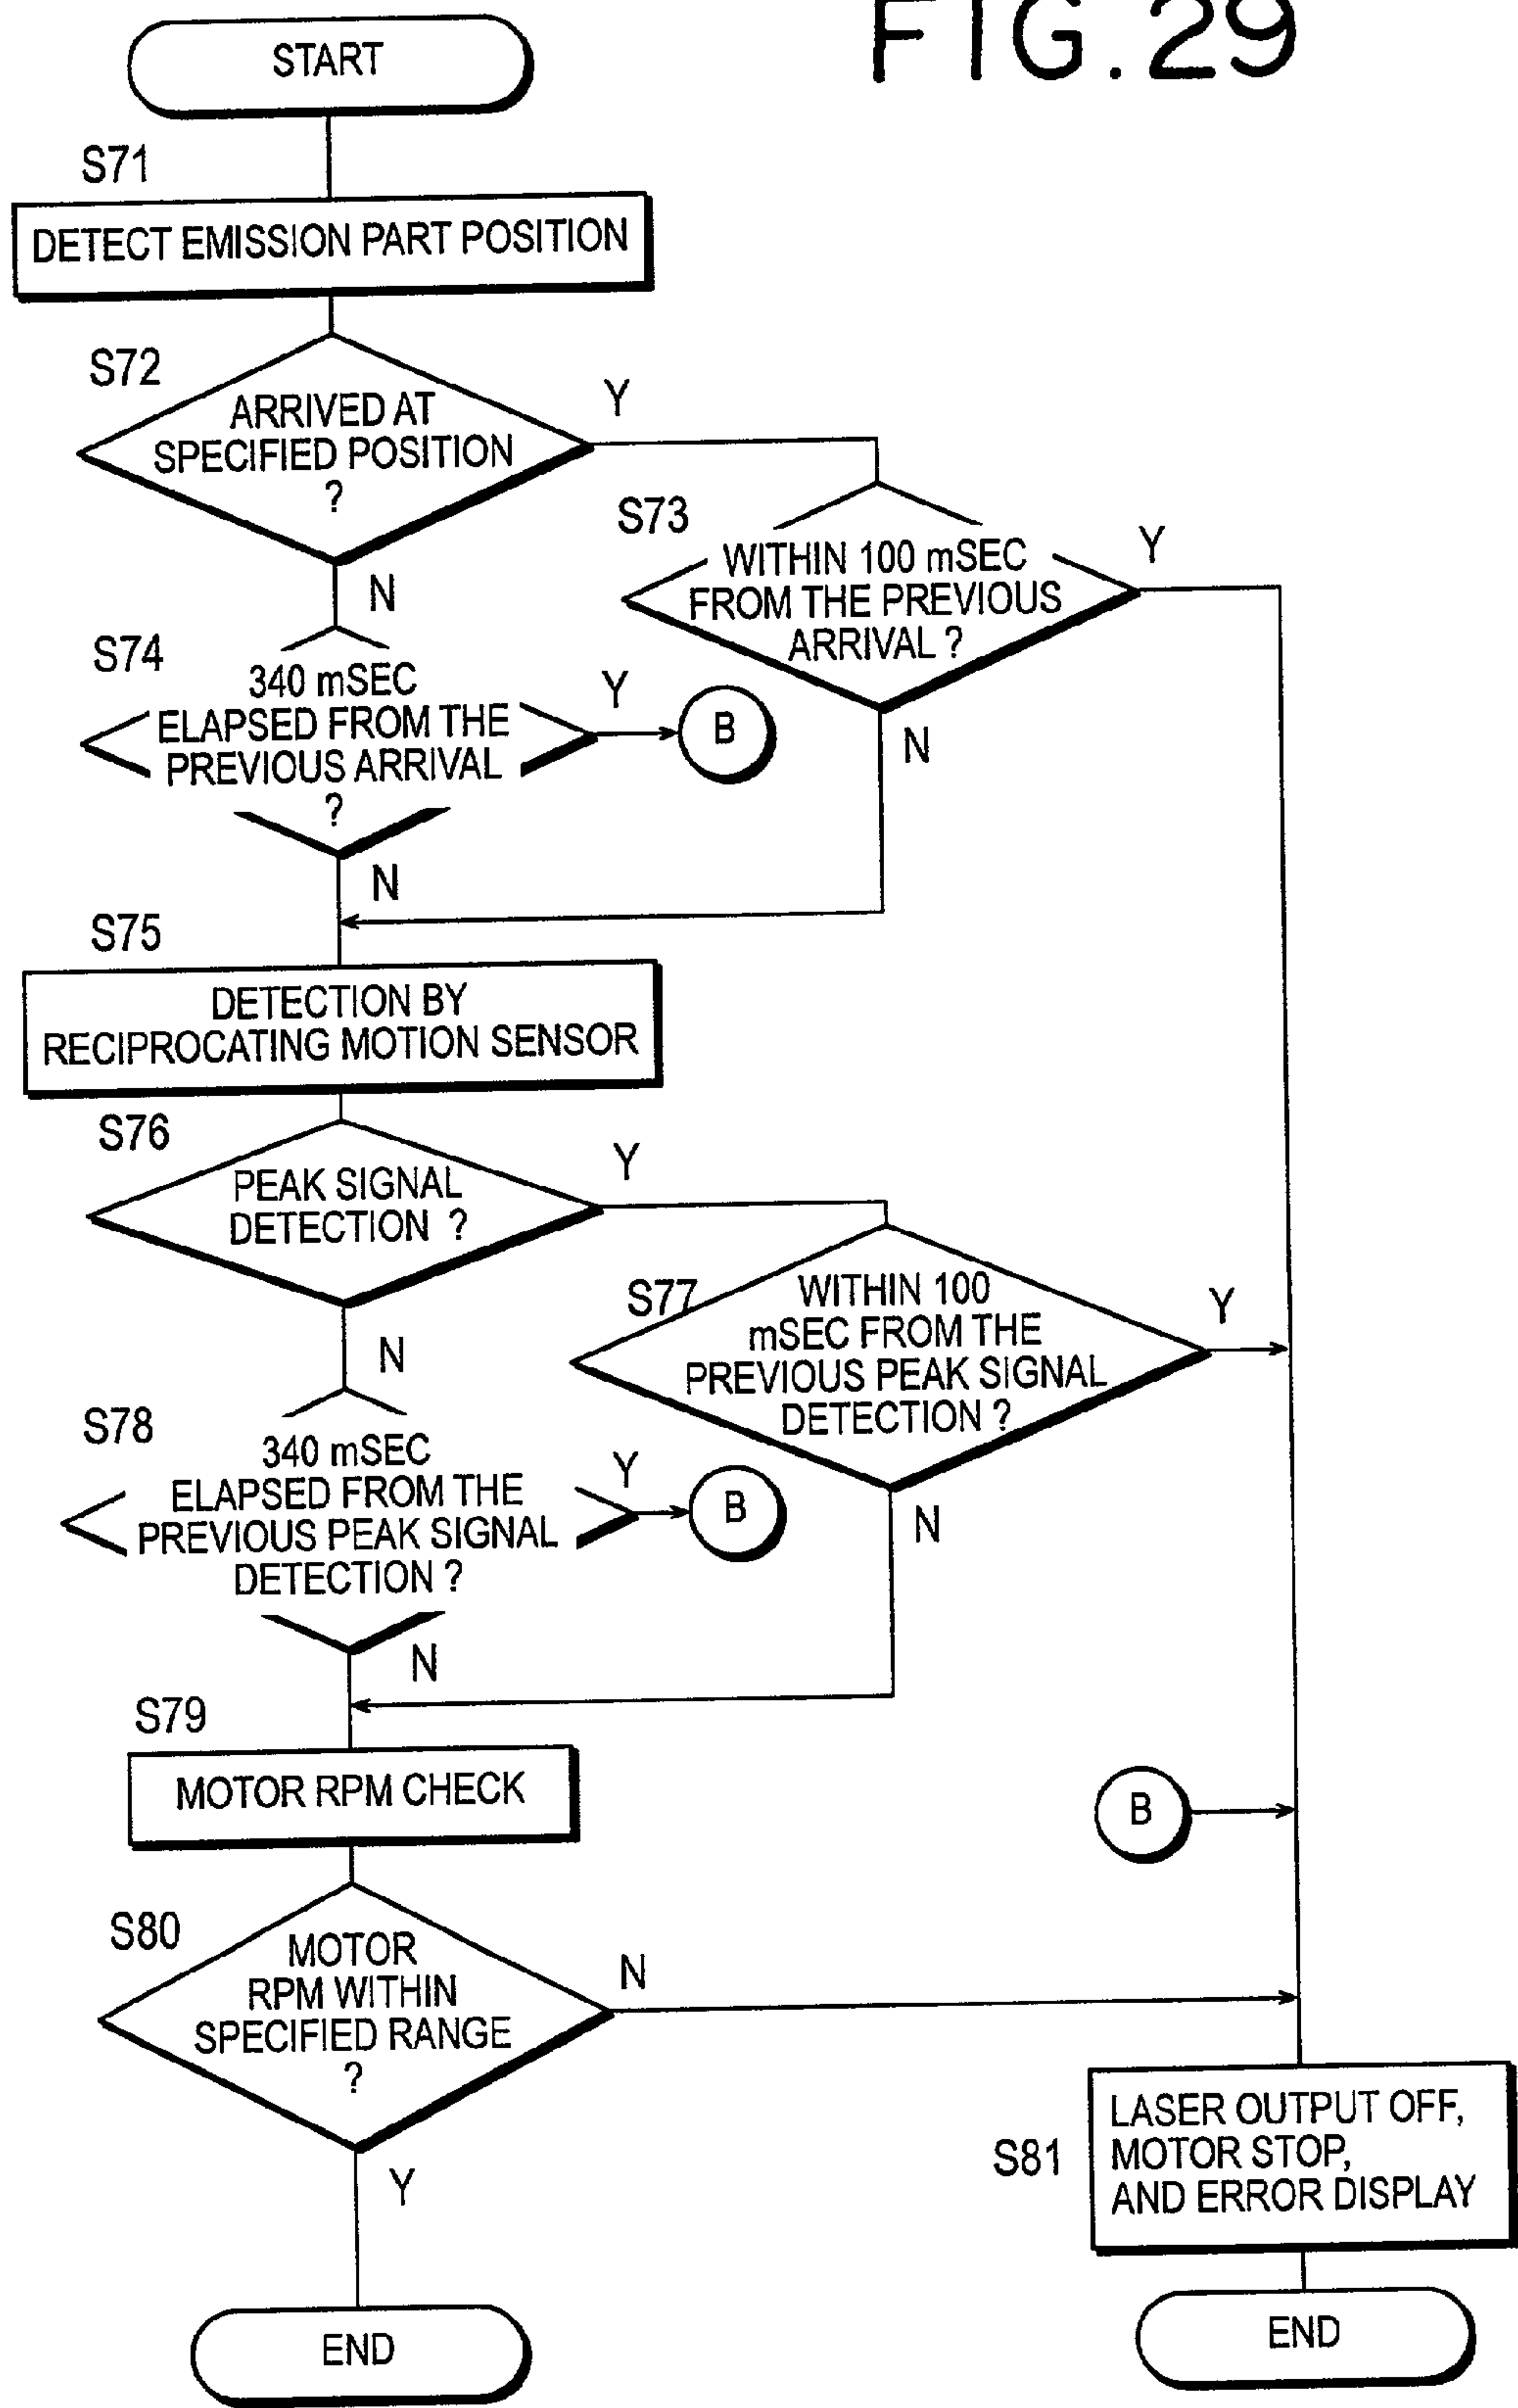 FIG.29
START
S71
DETECT EMISSION PART POSITION
S72
ARRIVED AT
SPECIFIED POSITION
?
Y
N
S73
WITHIN 100 mSEC
FROM THE PREVIOUS
ARRIVAL ?
Y
N
S74
340 mSEC
ELAPSED FROM THE
PREVIOUS ARRIVAL
?
Y
B
N
S75
DETECTION BY
RECIPROCATING MOTION SENSOR
S76
PEAK SIGNAL
DETECTION ?
Y
N
S77
WITHIN 100
mSEC FROM THE
PREVIOUS PEAK SIGNAL
DETECTION ?
Y
N
S78
340 mSEC
ELAPSED FROM THE
PREVIOUS PEAK SIGNAL
DETECTION ?
Y
B
N
S79
MOTOR RPM CHECK
B
S80
MOTOR
RPM WITHIN
SPECIFIED RANGE
?
N
Y
S81
LASER OUTPUT OFF,
MOTOR STOP,
AND ERROR DISPLAY
END
END